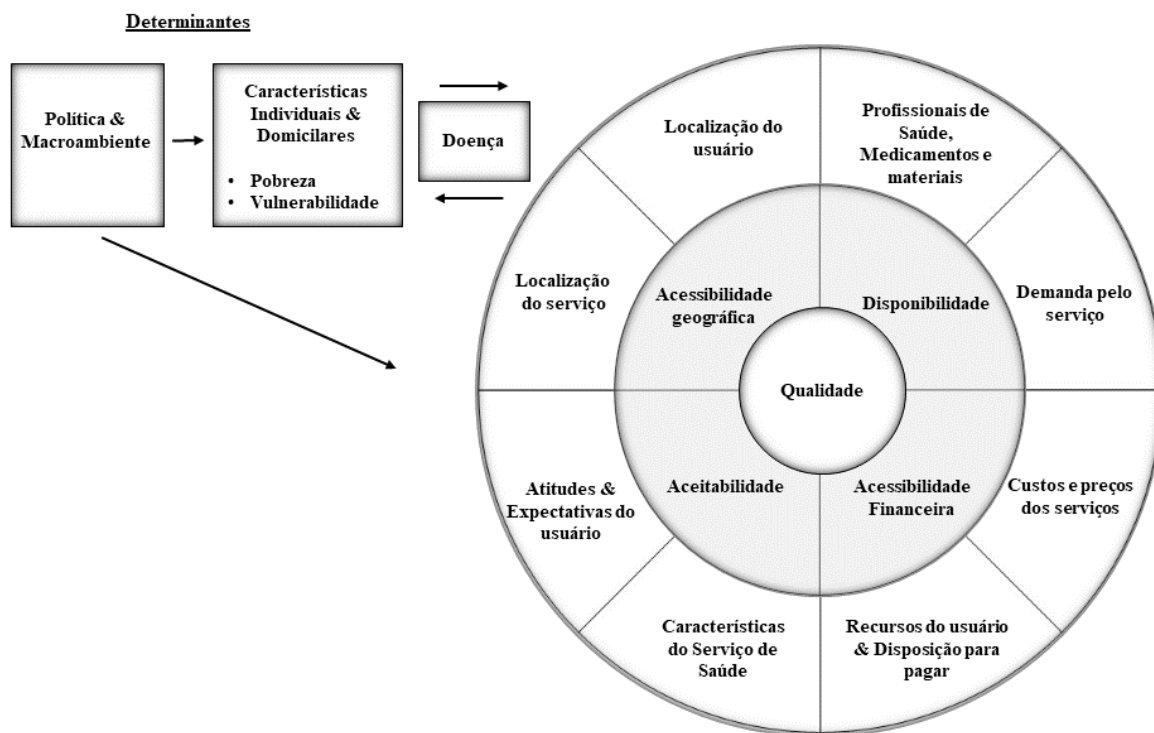 Determinantes
Política &
Macroambiente
Características
Individuais &
Domicilares
• Pobreza
• Vulnerabilidade
Doença
Localização do
usuário
Profissionais de
Saúde,
Medicamentos e
materiais
Localização
do serviço
Acessibilidade
geográfica
Disponibilidade
Demanda pelo
serviço
Qualidade
Atitudes &
Expectativas do
usuário
Aceitabilidade
Acessibilidade
Financeira
Custos e preços
dos serviços
Características
do Serviço de
Saúde
Recursos do usuário
& Disposição para
pagar